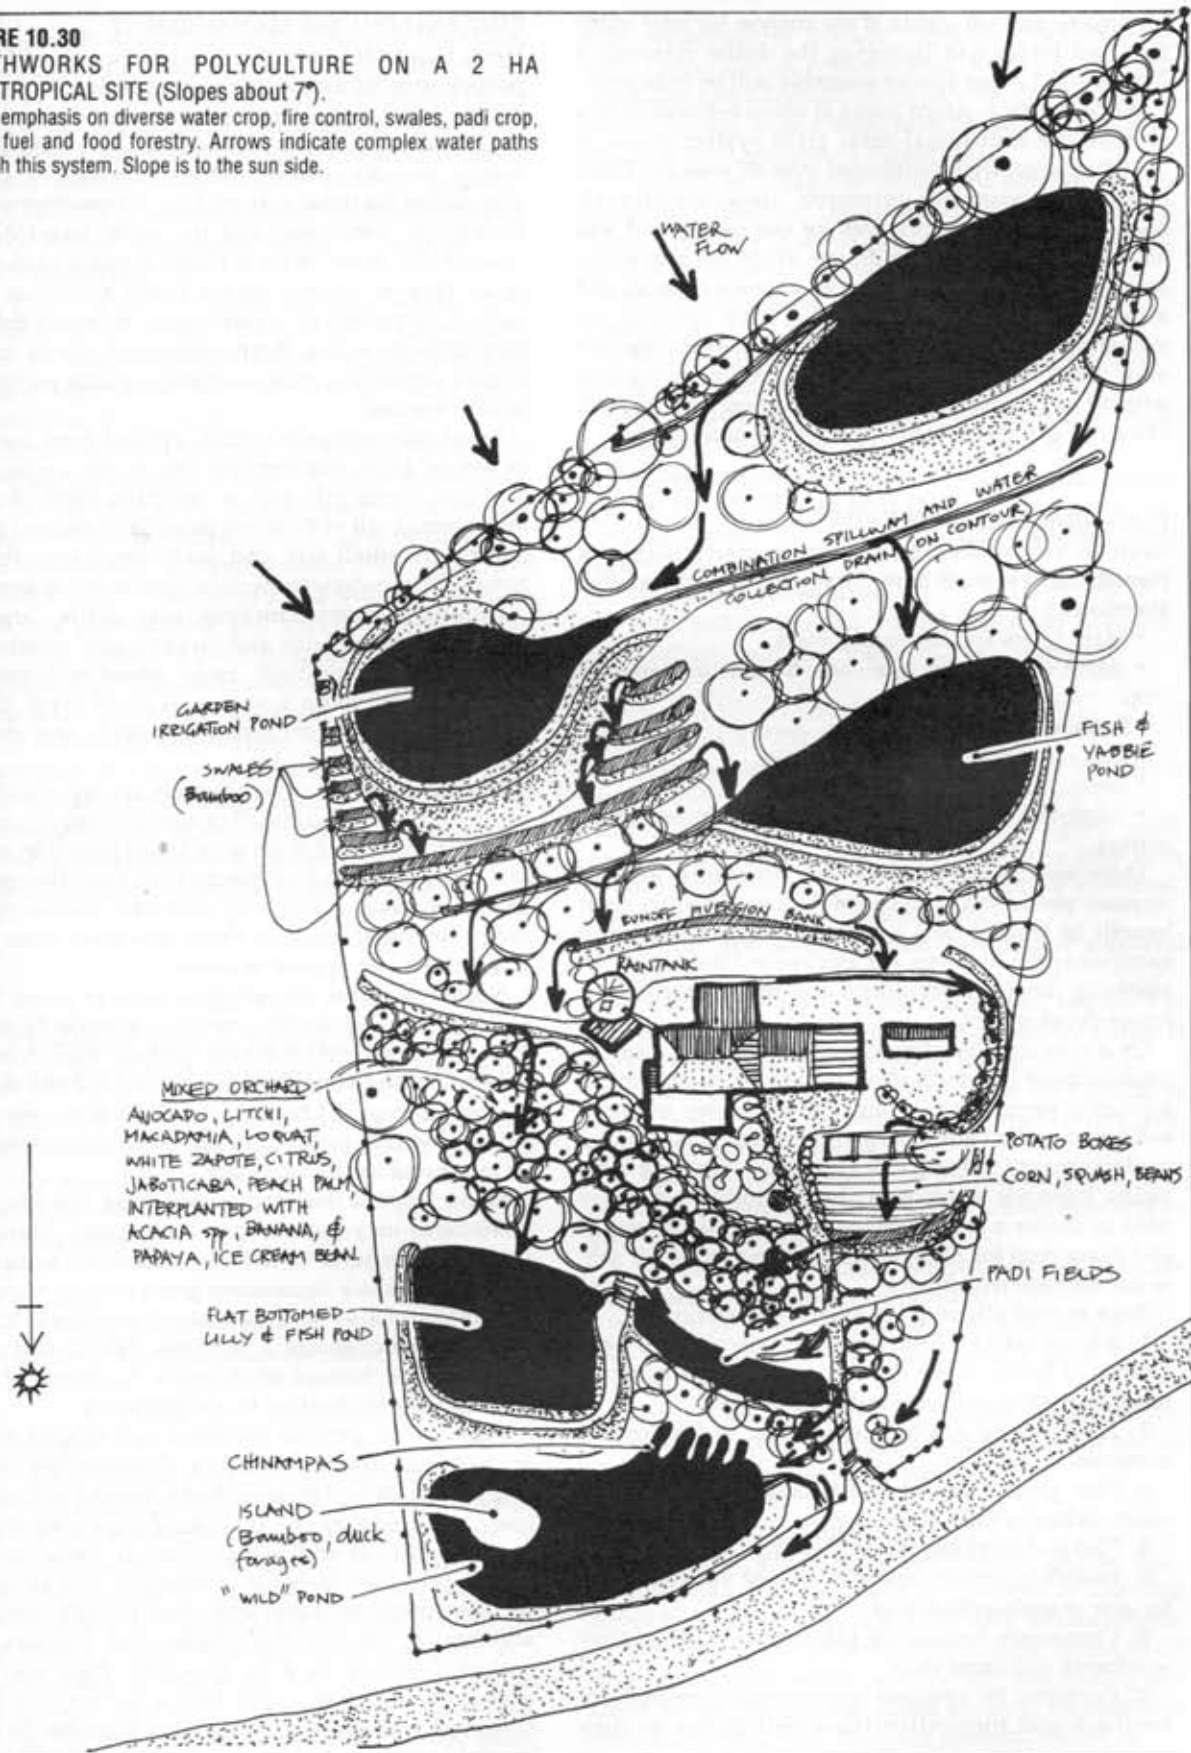 RE 10.30
THWORKS FOR POLYCULTURE ON A 2 HA
TROPICAL SITE (Slopes about 7°).
emphasis on diverse water crop, fire control, swales, padi crop,
fuel and food forestry. Arrows indicate complex water paths
h this system. Slope is to the sun side.
WATER
FLOW
COMBINATION SPILLWAY AND WATER
COLLECTION DRAIN (ON CONTOUR)
GARDEN
IRRIGATION POND
SWALES
(Bamboo)
FISH &
YABBIE
POND
RUNOFF DIVERSION BANK
RAINTANK
MIXED ORCHARD
AVOCADO, LITCHI,
MACADAMIA, LOQUAT,
WHITE ZAPOTE, CITRUS,
JABOTICABA, PEACH PALM,
INTERPLANTED WITH
ACACIA spp, BANANA, &
PAPAYA, ICE CREAM BEAN.
POTATO BOXES
CORN, SQUASH, BEANS
PADI FIELDS
FLAT BOTTOMED
LILLY & FISH POND
CHINAMPAS
ISLAND
(Bamboo, duck
forages)
"WILD" POND